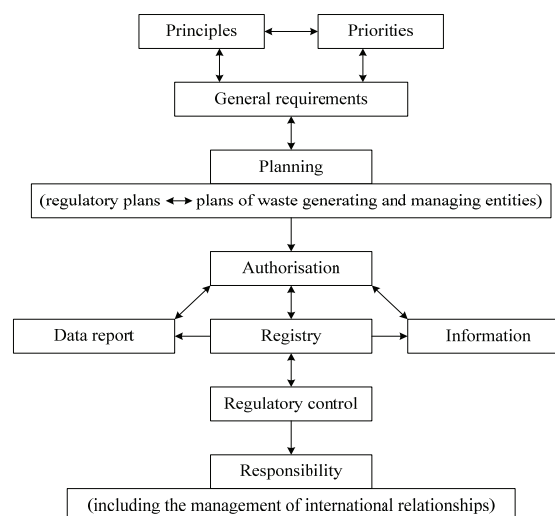 Principles
Priorities
General requirements
Planning
(regulatory plans ↔ plans of waste generating and managing entities)
Authorisation
Data report
Registry
Information
Regulatory control
Responsibility
(including the management of international relationships)